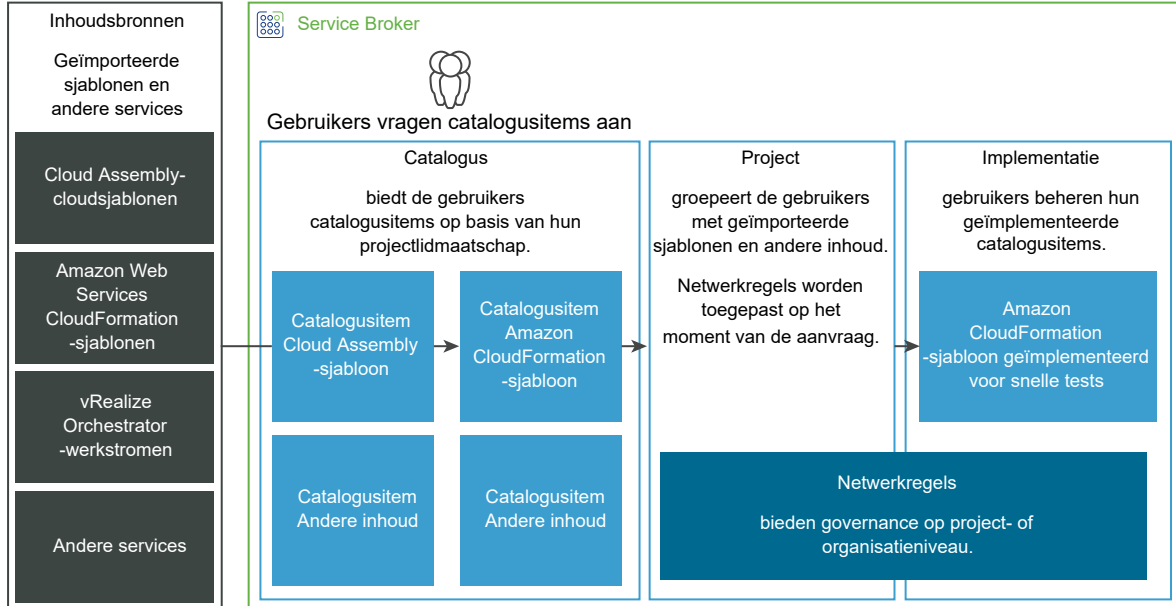 Inhoudsbronnen
Geïmporteerde
sjablonen en
andere services
Cloud Assembly-
cloudsjablonen
Amazon Web
Services
CloudFormation
-sjablonen
vRealize
Orchestrator
-werkstromen
Andere services
Service Broker
Gebruikers vragen catalogusitems aan
Catalogus
biedt de gebruikers
catalogusitems op basis van hun
projectlidmaatschap.
Catalogusitem
Cloud Assembly
-sjabloon
Catalogusitem
Amazon
CloudFormation
-sjabloon
Catalogusitem
Andere inhoud
Catalogusitem
Andere inhoud
Project
groepeert de gebruikers
met geïmporteerde
sjablonen en andere inhoud.
Netwerkregels worden
toegepast op het
moment van de aanvraag.
Implementatie
gebruikers beheren hun
geïmplementeerde
catalogusitems.
Amazon
CloudFormation
-sjabloon geïmplementeerd
voor snelle tests
Netwerkregels
bieden governance op project- of
organisatieniveau.